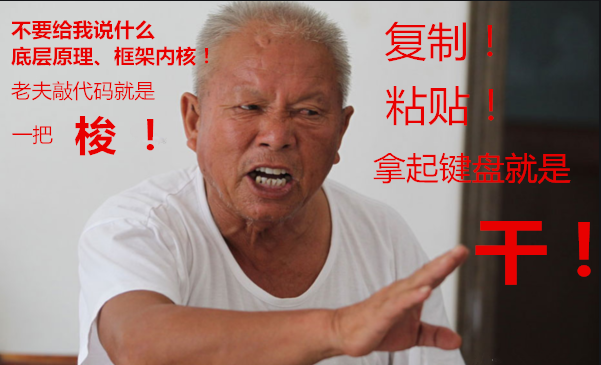 不要给我说什么
底层原理、框架内核！
老夫敲代码就是
一把 梭 ！
复制！
粘贴！
拿起键盘就是
干！